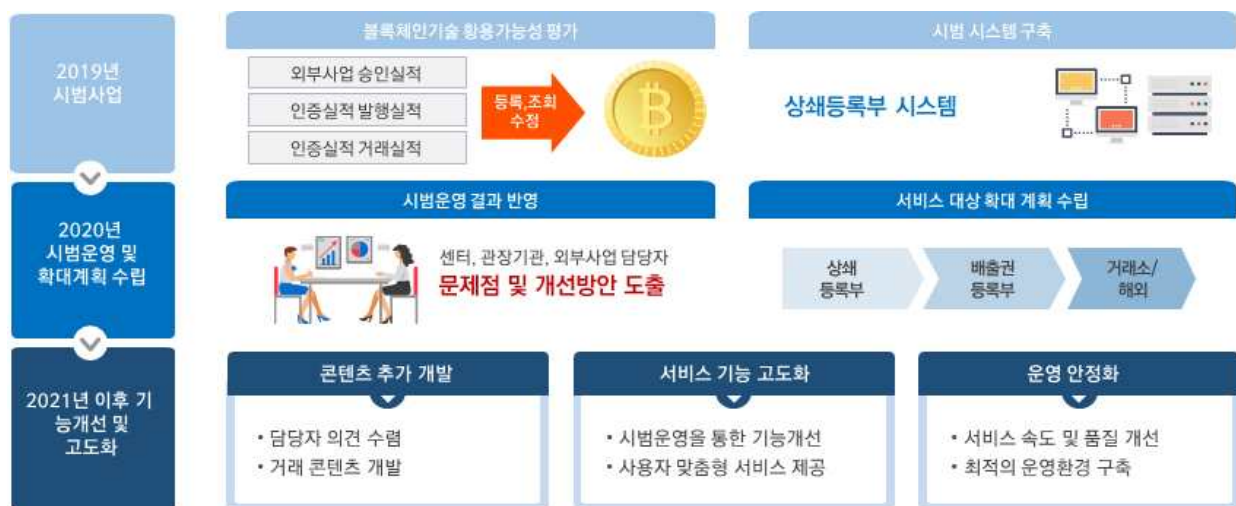 2019년
시범사업
블록체인기술 황용가능성 평가
외부사업 승인실적
인증실적 발행실적
인증실적 거래실적
등록,조회
수정
시범 시스템 구축
상쇄등록부 시스템
2020년
시범운영 및
확대계획 수립
시범운영 결과 반영
센터, 관장기관, 외부사업 담당자
문제점 및 개선방안 도출
서비스 대상 확대 계획 수립
상쇄
등록부
배출권
등록부
거래소/
해외
2021년 이후 기
능개선 및
고도화
콘텐츠 추가 개발
• 담당자 의견 수렴
• 거래 콘텐츠 개발
서비스 기능 고도화
• 시범운영을 통한 기능개선
• 사용자 맞춤형 서비스 제공
운영 안정화
• 서비스 속도 및 품질 개선
• 최적의 운영환경 구축